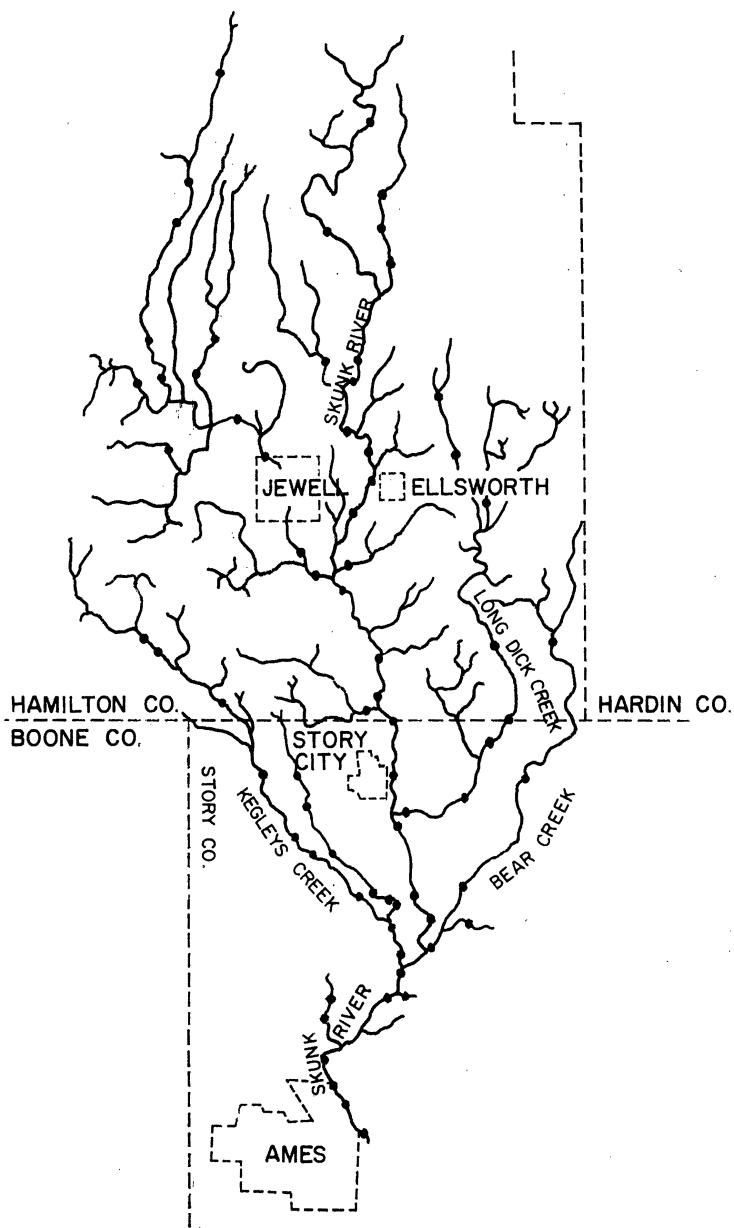 SKUNK RIVER
JEWELL
ELLSWORTH
LONG DICK CREEK
HAMILTON CO.
HARDIN CO.
BOONE CO.
STORY
CITY
STORY CO.
KEGLEYS CREEK
BEAR CREEK
SKUNK RIVER
AMES